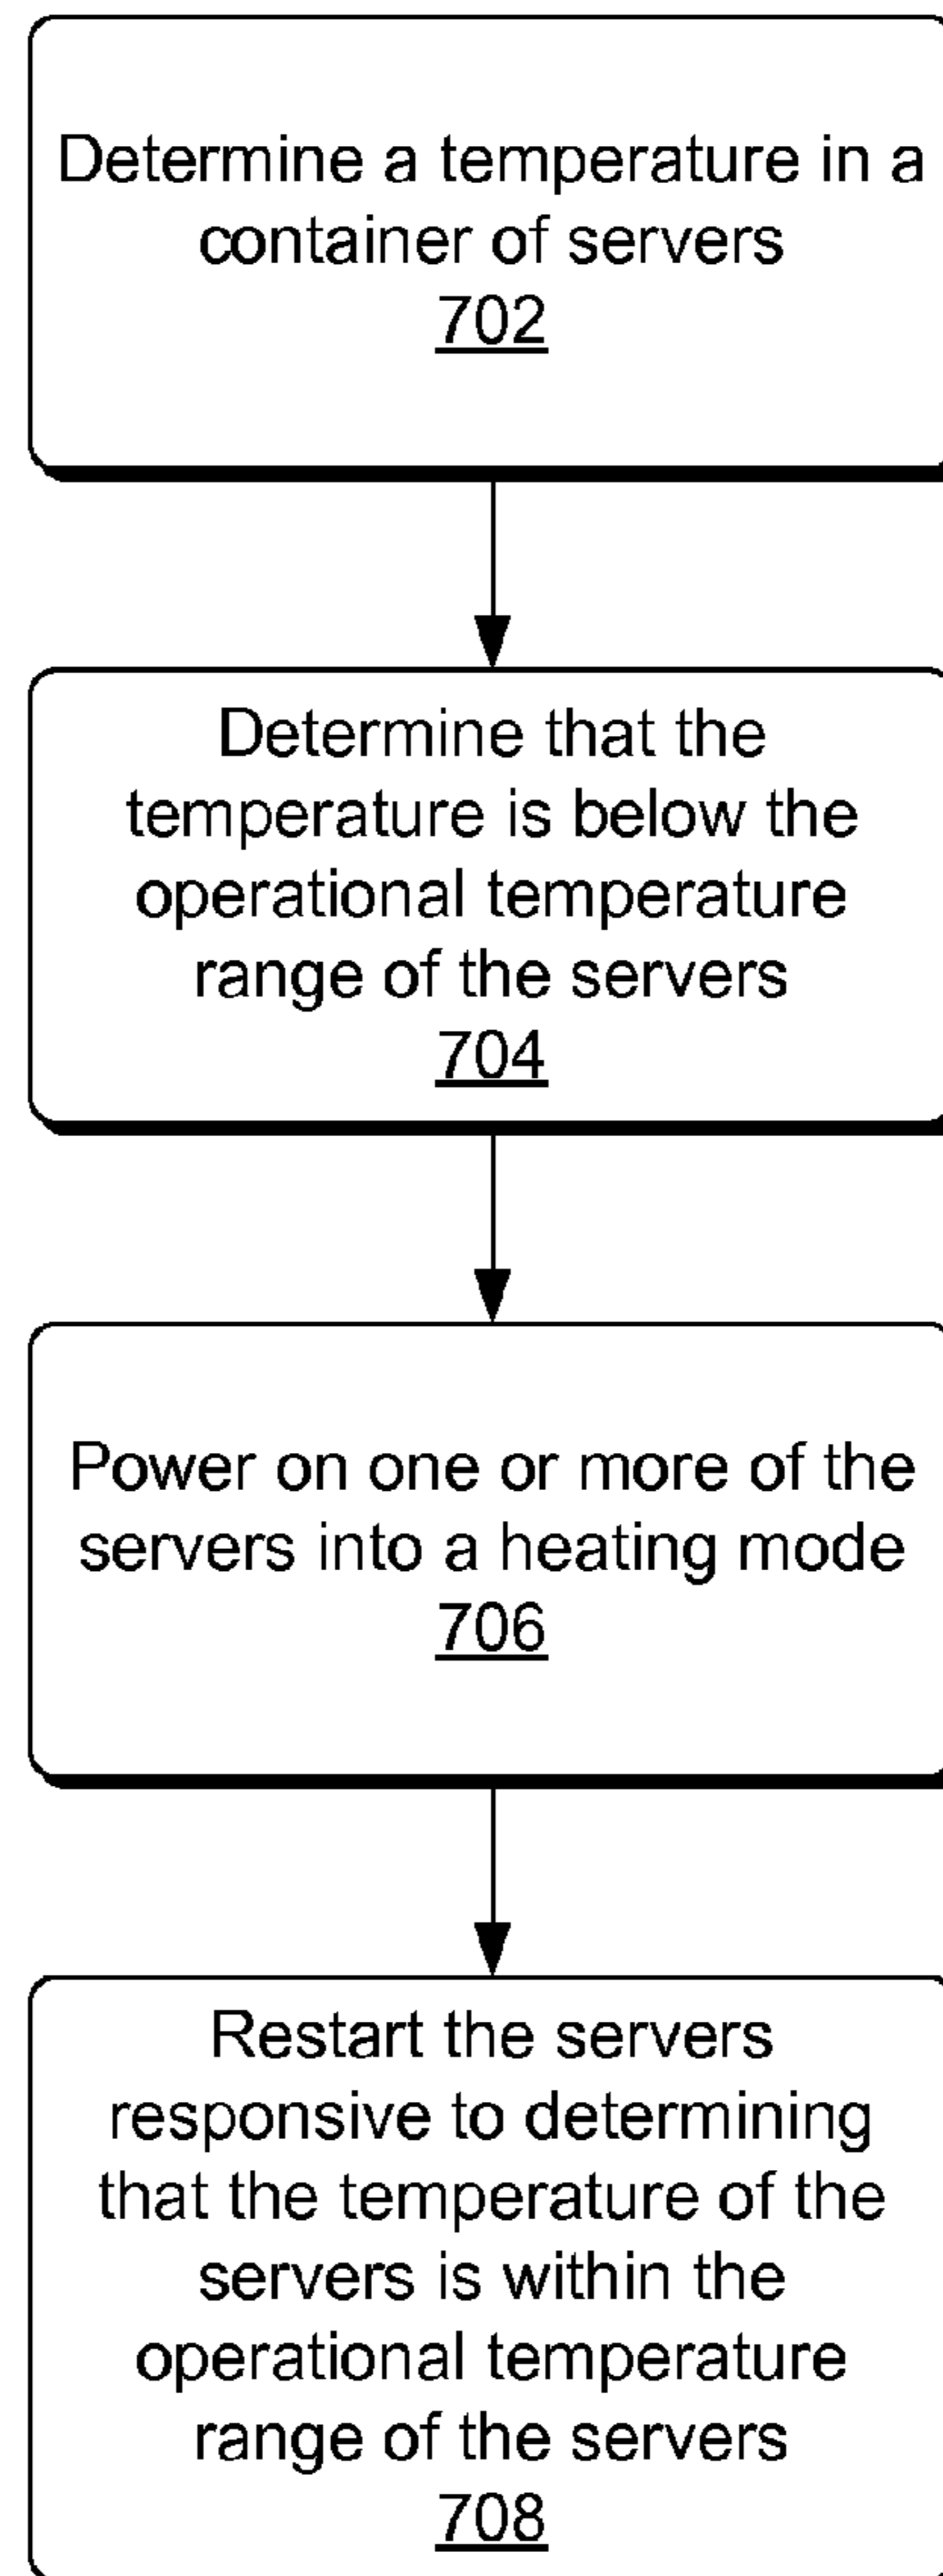 Determine a temperature in a
container of servers
702
Determine that the
temperature is below the
operational temperature
range of the servers
704
Power on one or more of the
servers into a heating mode
706
Restart the servers
responsive to determining
that the temperature of the
servers is within the
operational temperature
range of the servers
708